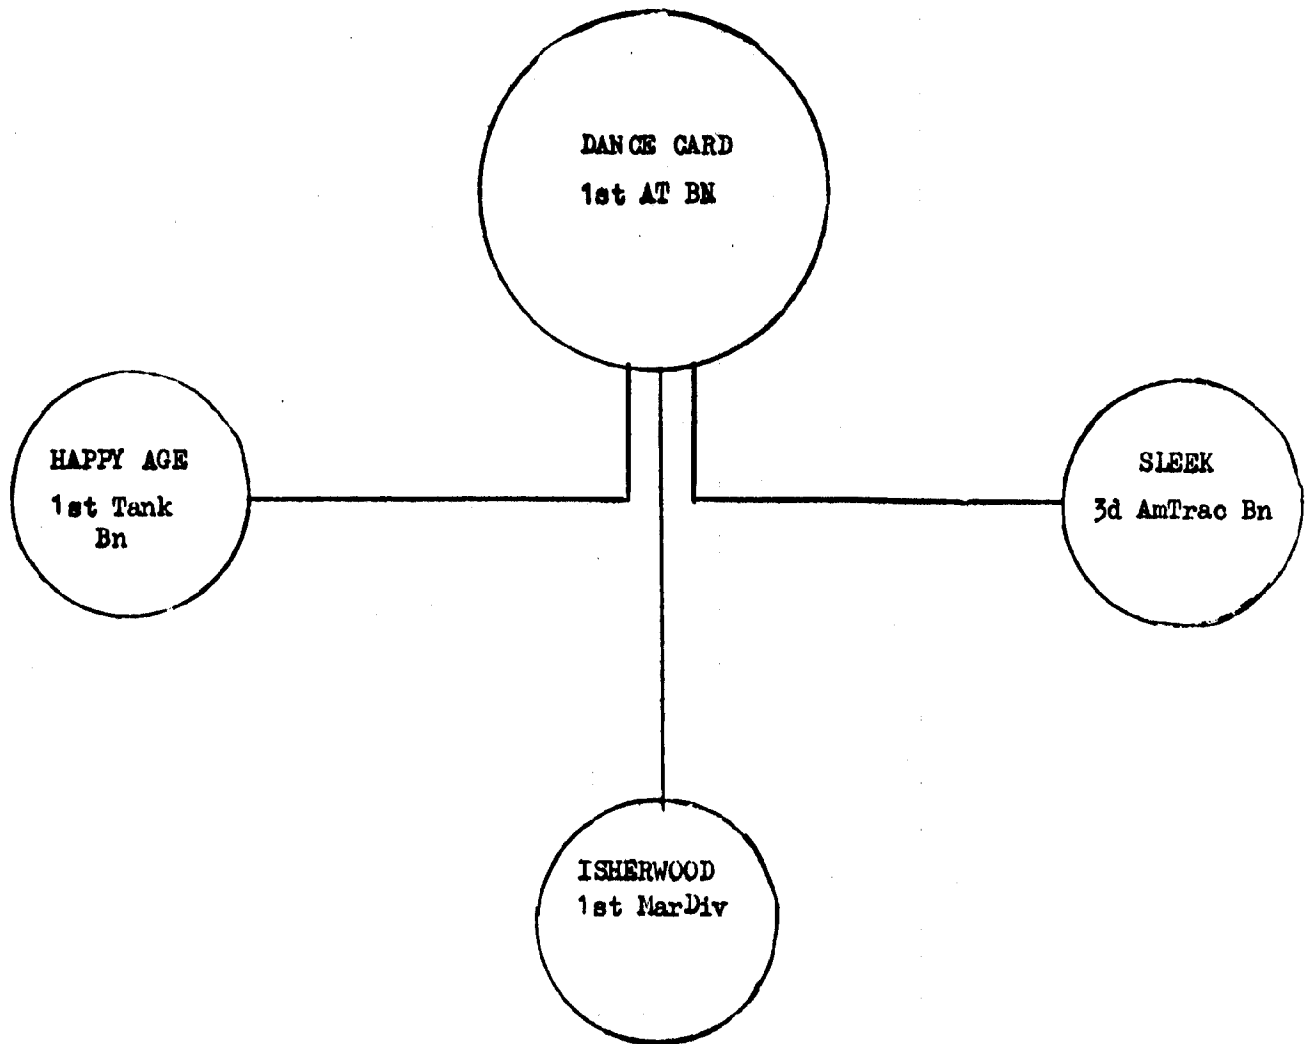 DANCE CARD
1st AT BN
HAPPY AGE
1st Tank
Bn
SLEEK
3d AmTrac Bn
ISHERWOOD
1st MarDiv